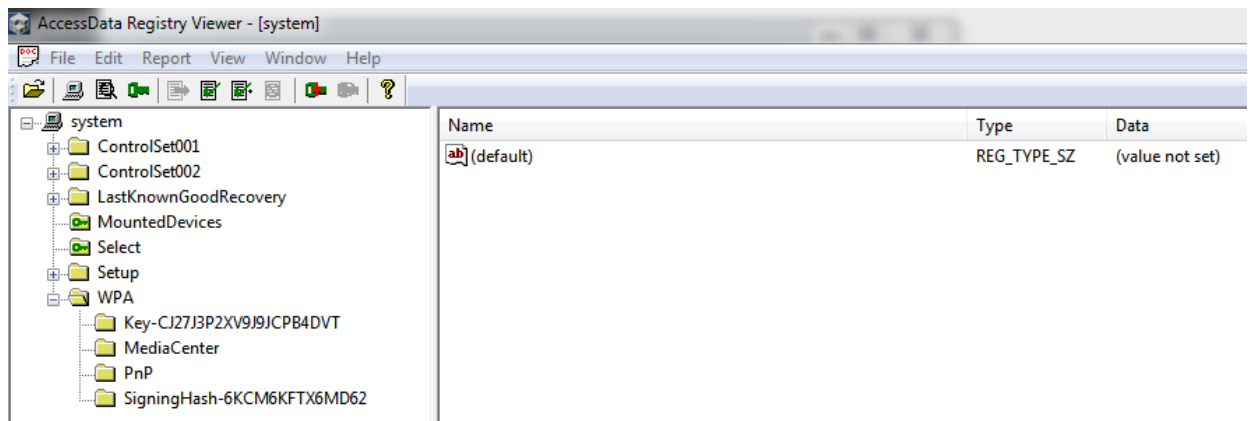 AccessData Registry Viewer - [system]
File Edit Report View Window Help
system
ControlSet001
ControlSet002
LastKnownGoodRecovery
MountedDevices
Select
Setup
WPA
Key-CJ27J3P2XV9J9JCPB4DVT
MediaCenter
PnP
SigningHash-6KCM6KFTX6MD62
Name Type Data
(default) REG_TYPE_SZ (value not set)